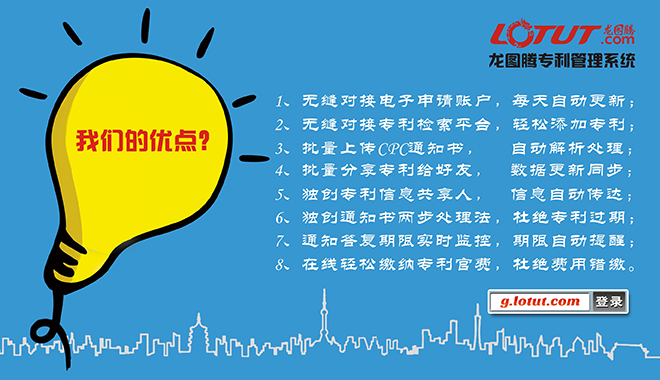 LOTUT龙图腾.com
龙图腾专利管理系统
我们的优点?
1、无缝对接电子申请账户，每天自动更新；
2、无缝对接专利检索平台，轻松添加专利；
3、批量上传CPC通知书，自动解析处理；
4、批量分享专利给好友，数据更新同步；
5、独创专利信息共享人，信息自动传达；
6、独创通知书两步处理法，杜绝专利过期；
7、通知答复期限实时监控，期限自动提醒；
8、在线轻松缴纳专利官费，杜绝费用错缴。
g.lotut.com 登录